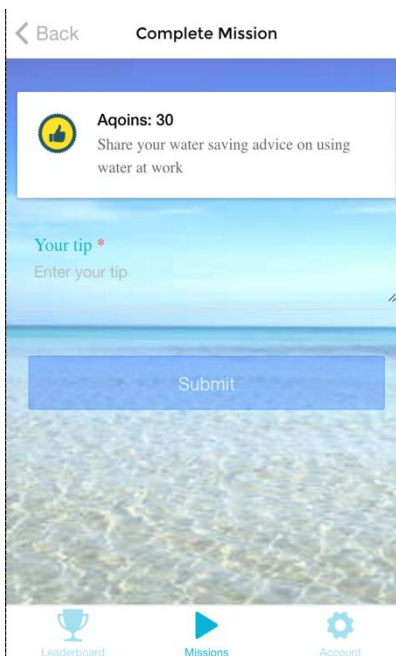 Back
Complete Mission
Aqoins: 30
Share your water saving advice on using
water at work
Your tip *
Enter your tip
Submit
Leaderboard
Missions
Account